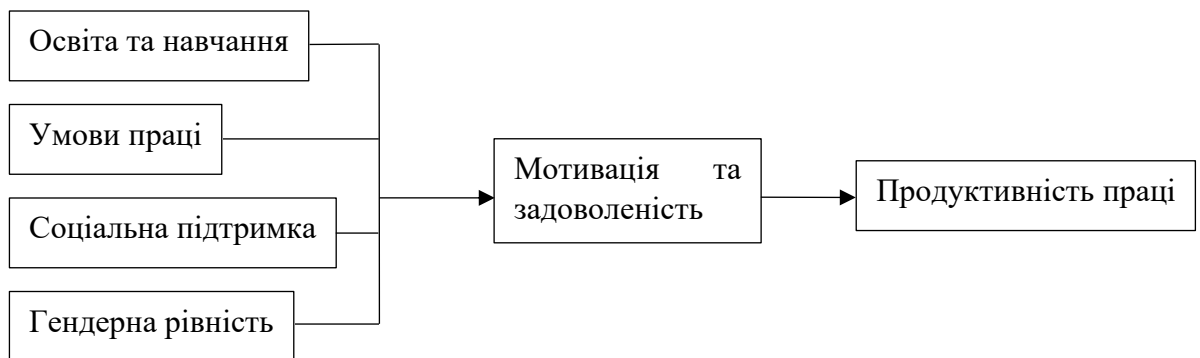 Освіта та навчання
Умови праці
Соціальна підтримка
Гендерна рівність
Мотивація та
задоволеність
Продуктивність праці